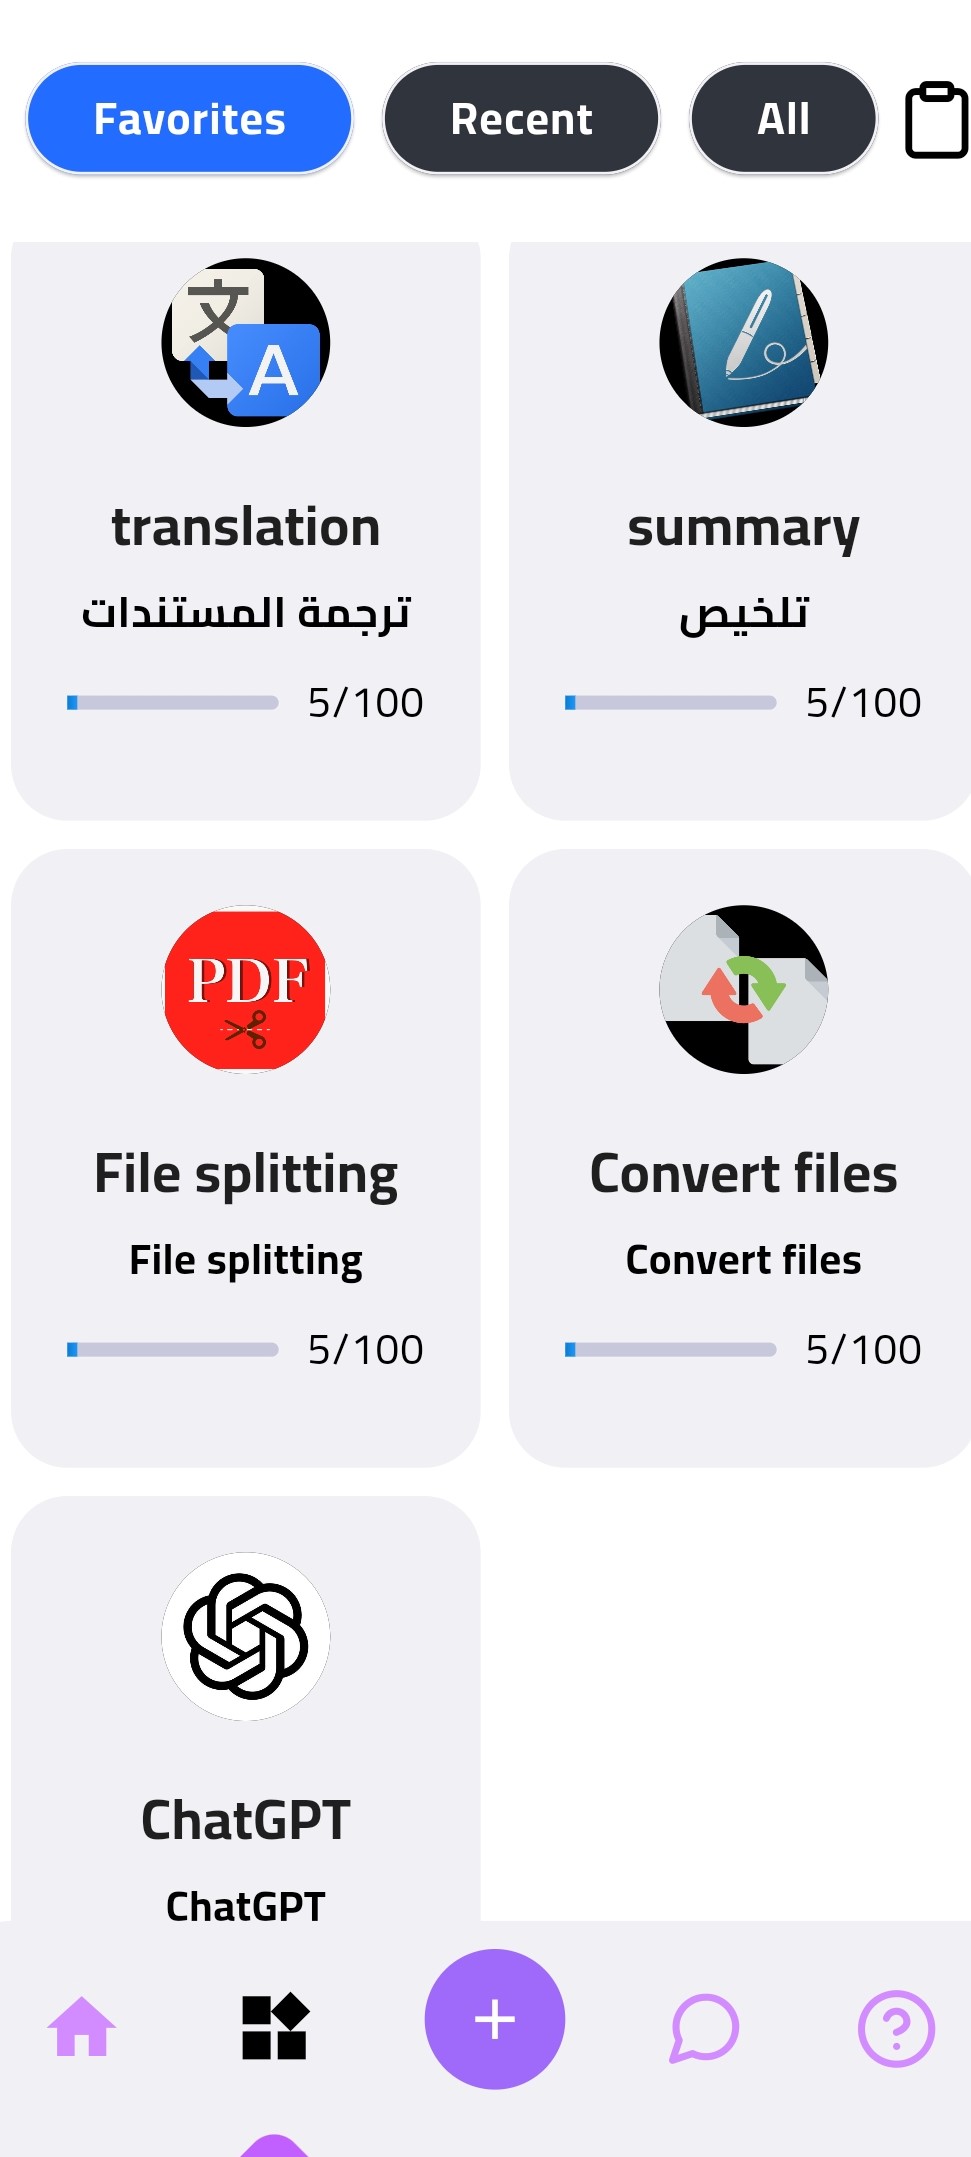 Favorites Recent All
文 A
translation
ترجمة المستندات
5/100
summary
تلخيص
5/100
PDF
File splitting
File splitting
5/100
Convert files
Convert files
5/100
ChatGPT
ChatGPT